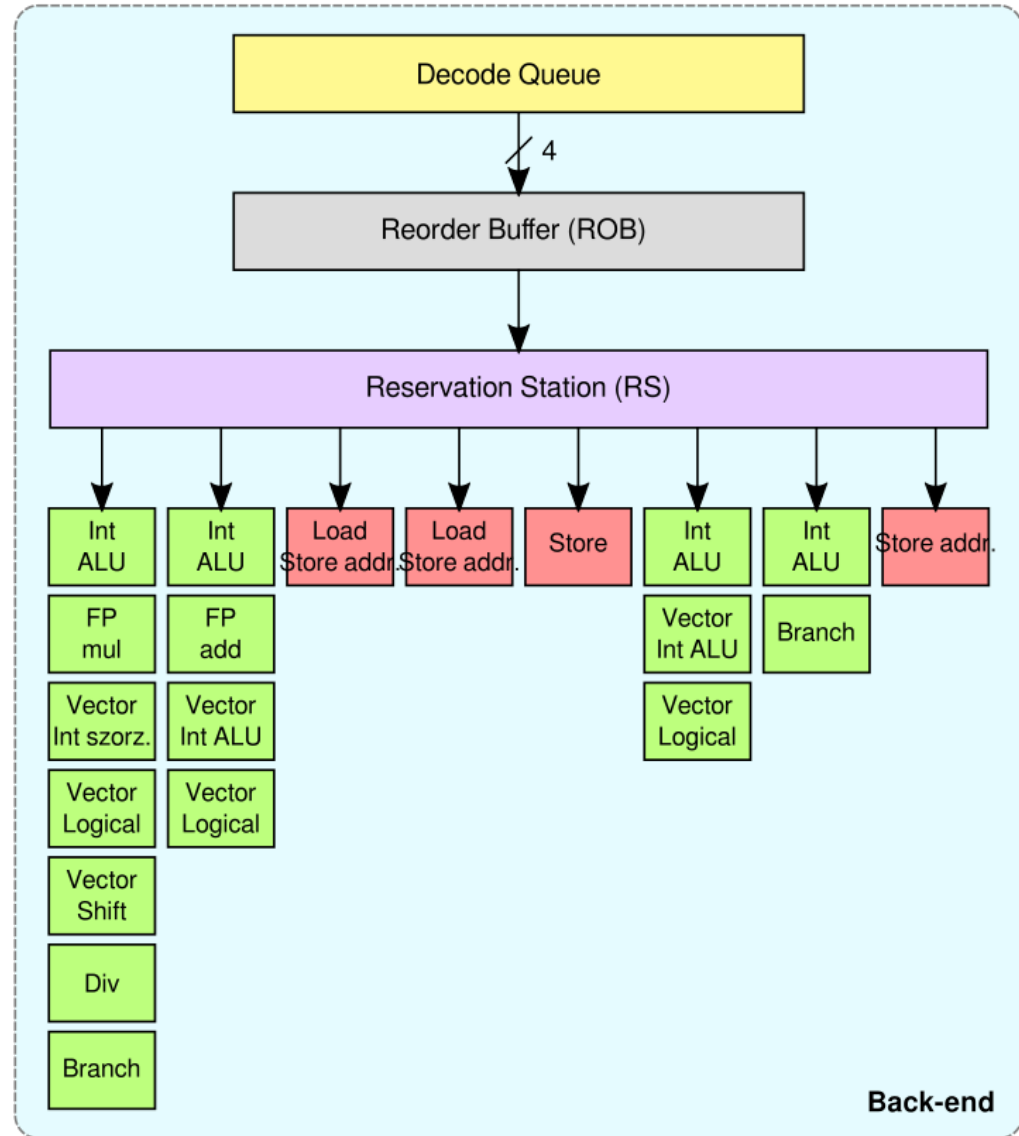 Decode Queue
4
Reorder Buffer (ROB)
Reservation Station (RS)
Int
ALU
FP
mul
Vector
Int szorz.
Vector
Logical
Vector
Shift
Div
Branch
Int
ALU
FP
add
Vector
Int ALU
Vector
Logical
Load
Store addr.
Load
Store addr.
Store
Int
ALU
Vector
Int ALU
Vector
Logical
Int
ALU
Branch
Store addr.
Back-end